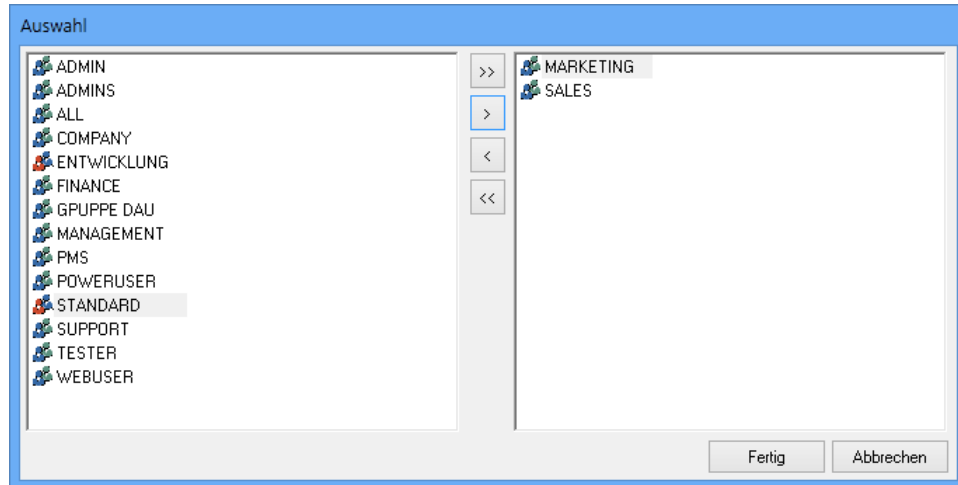 Auswahl
ADMIN
ADMINS
ALL
COMPANY
ENTWICKLUNG
FINANCE
GPUPPE DAU
MANAGEMENT
PMS
POWERUSER
STANDARD
SUPPORT
TESTER
WEBUSER
>>
>
<
<<
MARKETING
SALES
Fertig
Abbrechen